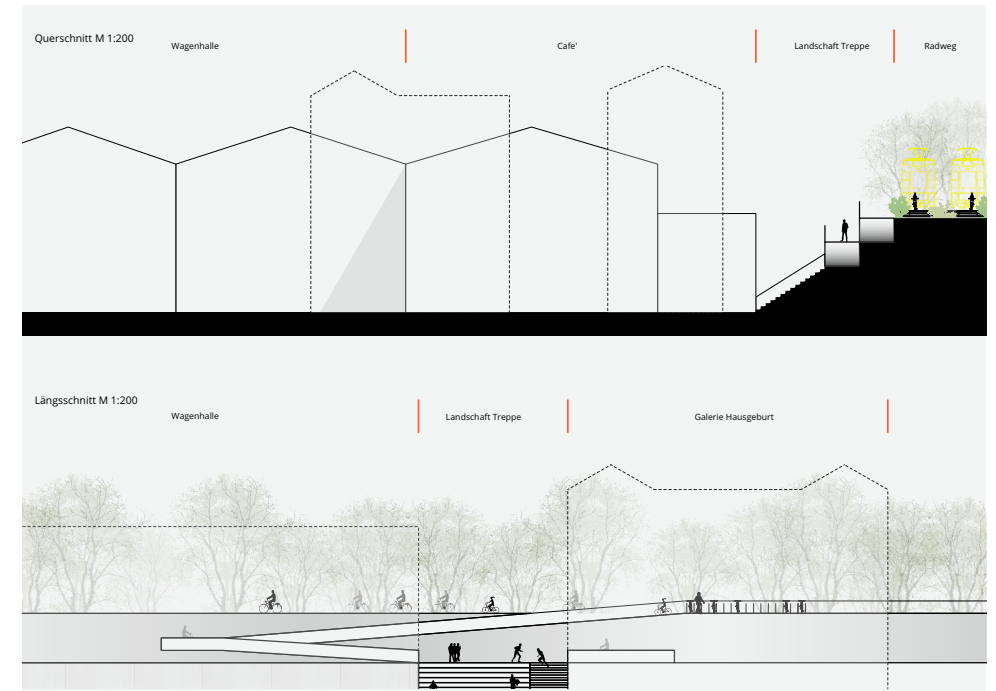 Querschnitt M 1:200
Wagenhalle
Cafe'
Landschaft Treppe
Radweg
Längsschnitt M 1:200
Wagenhalle
Landschaft Treppe
Galerie Hausgeburt